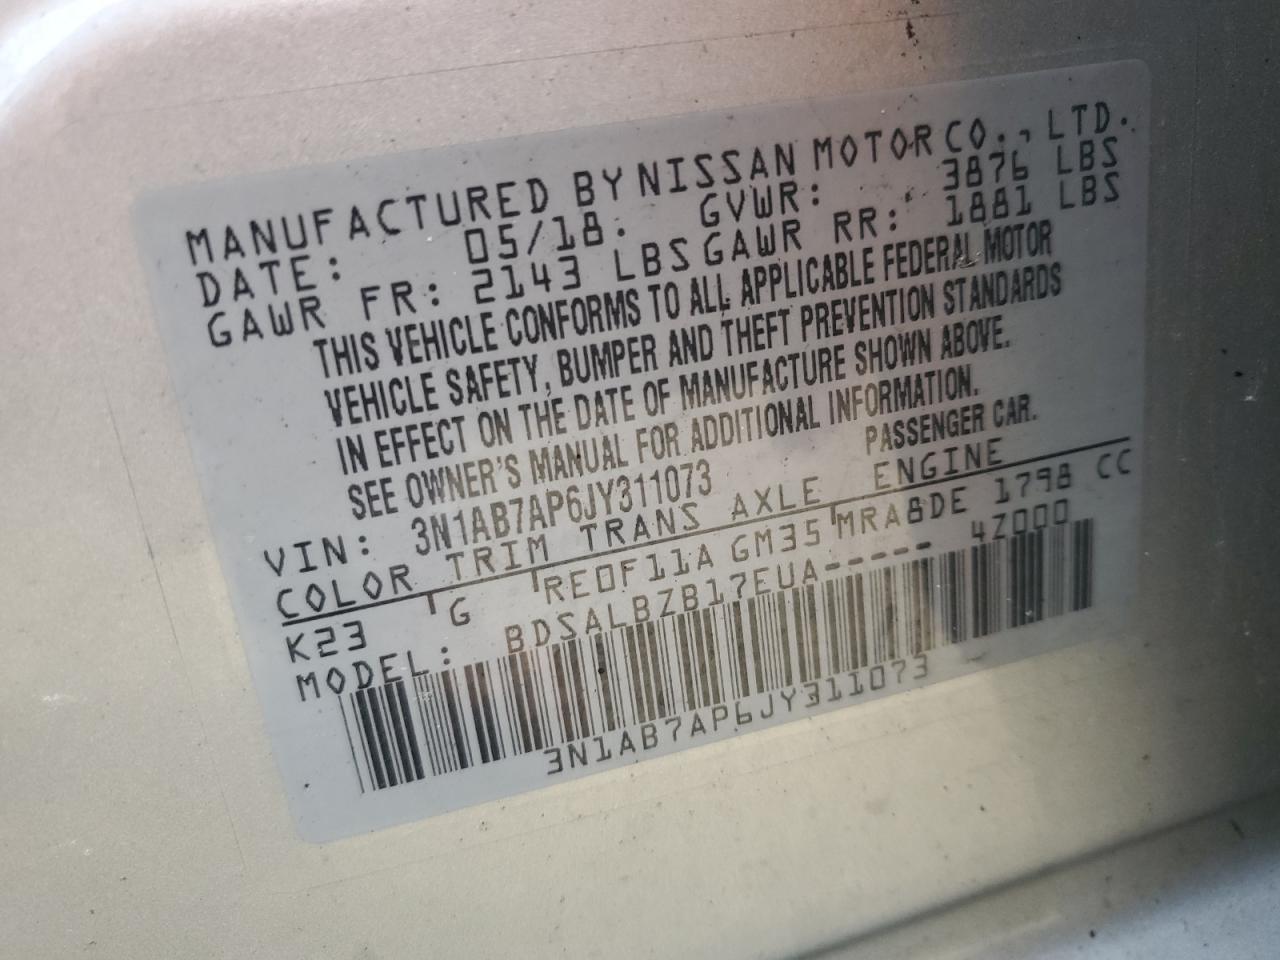 MANUFACTURED BY NISSAN MOTOR CO., LTD.
DATE: 05/18. GVWR: 3876 LBS
GAWR FR: 2143 LBS GAWR RR: 1881 LBS
THIS VEHICLE CONFORMS TO ALL APPLICABLE FEDERAL MOTOR
VEHICLE SAFETY, BUMPER AND THEFT PREVENTION STANDARDS
IN EFFECT ON THE DATE OF MANUFACTURE SHOWN ABOVE.
SEE OWNER'S MANUAL FOR ADDITIONAL INFORMATION.
VIN: 3N1AB7AP6JY311073 PASSENGER CAR.
COLOR TRIM TRANS AXLE ENGINE
K23 G RE0F11A GM35 MRA8DE 1798 CC
MODEL: BDSALBZB17EUA----- 4Z000
3N1AB7AP6JY311073